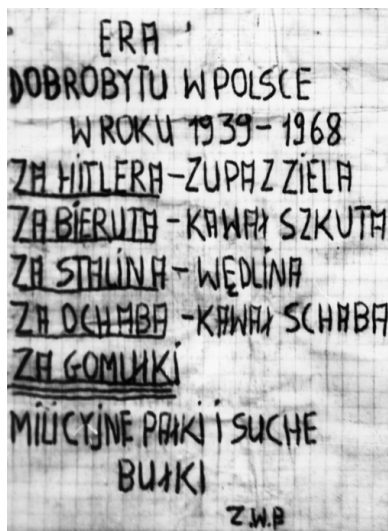 ERA
DOBROBYTU W POLSCE
W ROKU 1939-1968
ZA HITLERA-ZUPA Z ZIELA
ZA BIERUTA-KAWAŁ SZKUTA
ZA STALINA-WĘDLINA
ZA OCHABA-KAWAŁ SCHABA
ZA GOMUŁKI
MILICYJNE PAŁKI I SUCHE
BUŁKI
Z.W.P